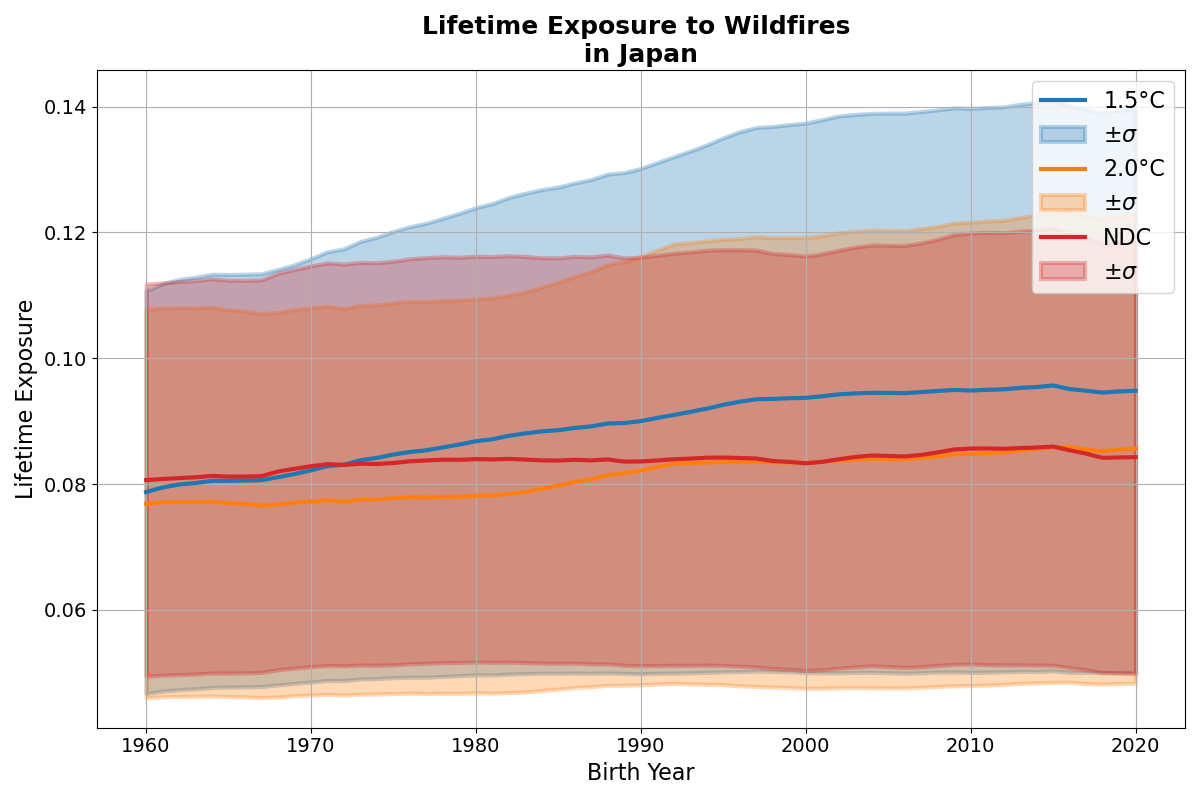 Lifetime Exposure to Wildfires
in Japan
Lifetime Exposure
0.14
0.12
0.10
0.08
0.06
1.5°C
±σ
2.0°C
±σ
NDC
±σ
1960 1970 1980 1990 2000 2010 2020
Birth Year